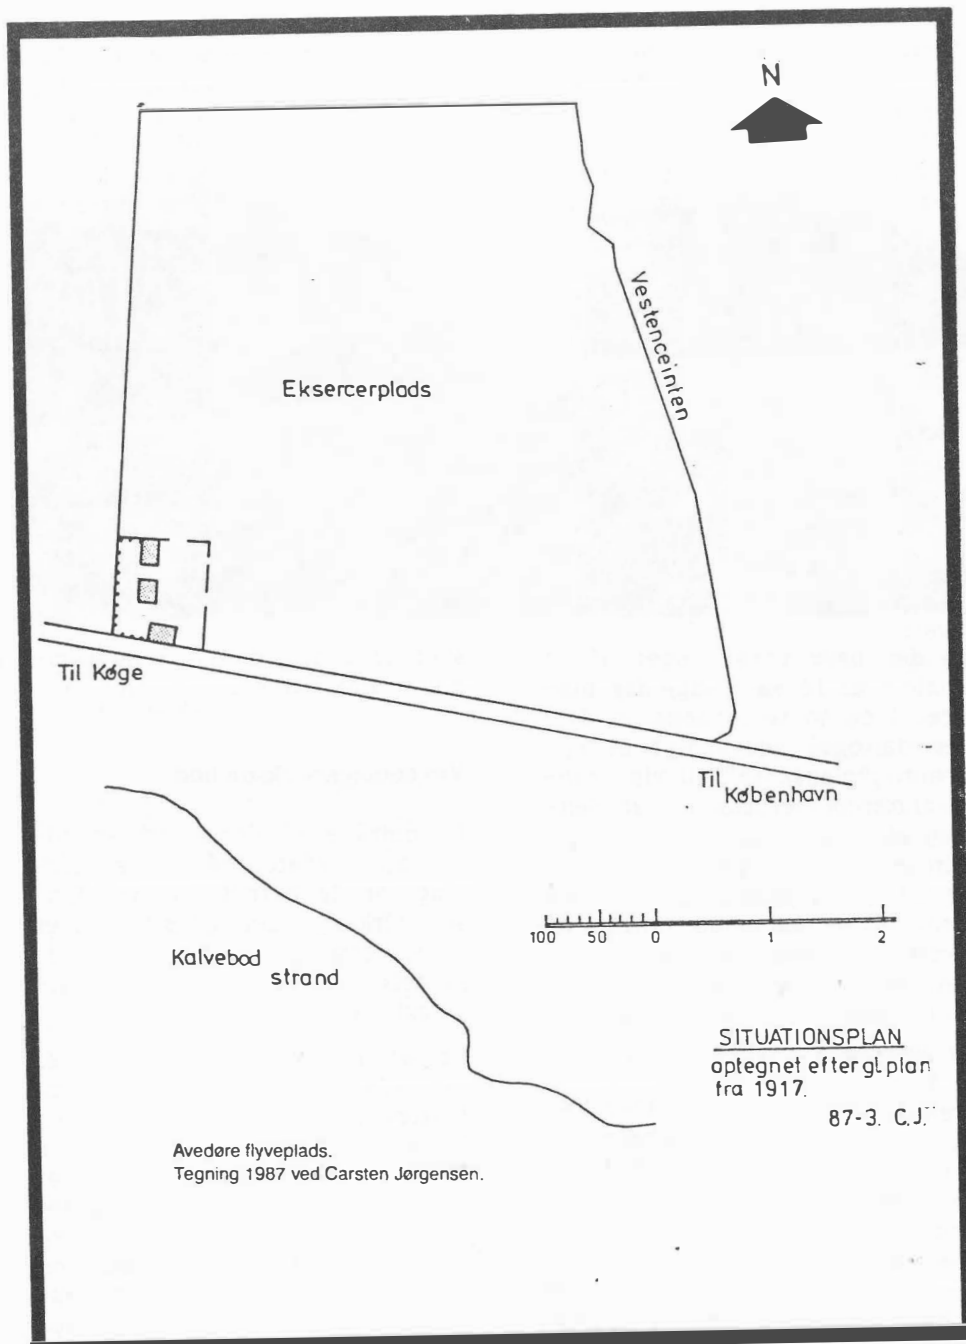 N
Vestenceinten
Eksercerplads
Til Køge
Til
København
100 50 0 1 2
Kalvebod
strand
SITUATIONSPLAN
optegnet efter gl. plan
fra 1917.
87-3. C.J.
Avedøre flyveplads.
Tegning 1987 ved Carsten Jørgensen.